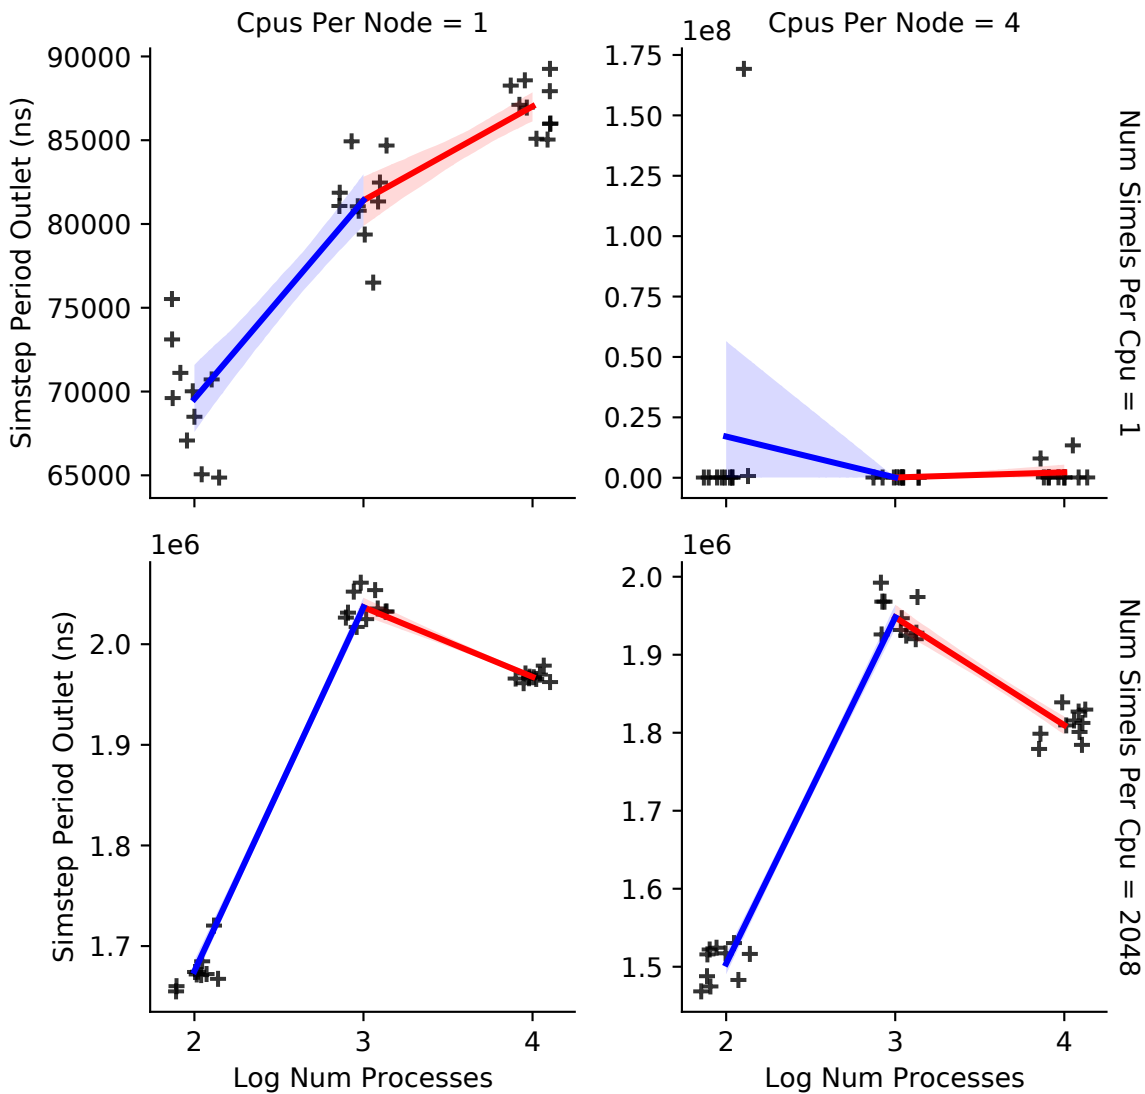 Cpus Per Node = 1
Cpus Per Node = 4
1e8
90000
85000
80000
75000
70000
65000
Simstep Period Outlet (ns)
1.75
1.50
1.25
1.00
0.75
0.50
0.25
0.00
Num Simels Per Cpu = 1
1e6
2.0
1.9
1.8
1.7
Simstep Period Outlet (ns)
2
3
4
Log Num Processes
1e6
2.0
1.9
1.8
1.7
1.6
1.5
2
3
4
Log Num Processes
Num Simels Per Cpu = 2048